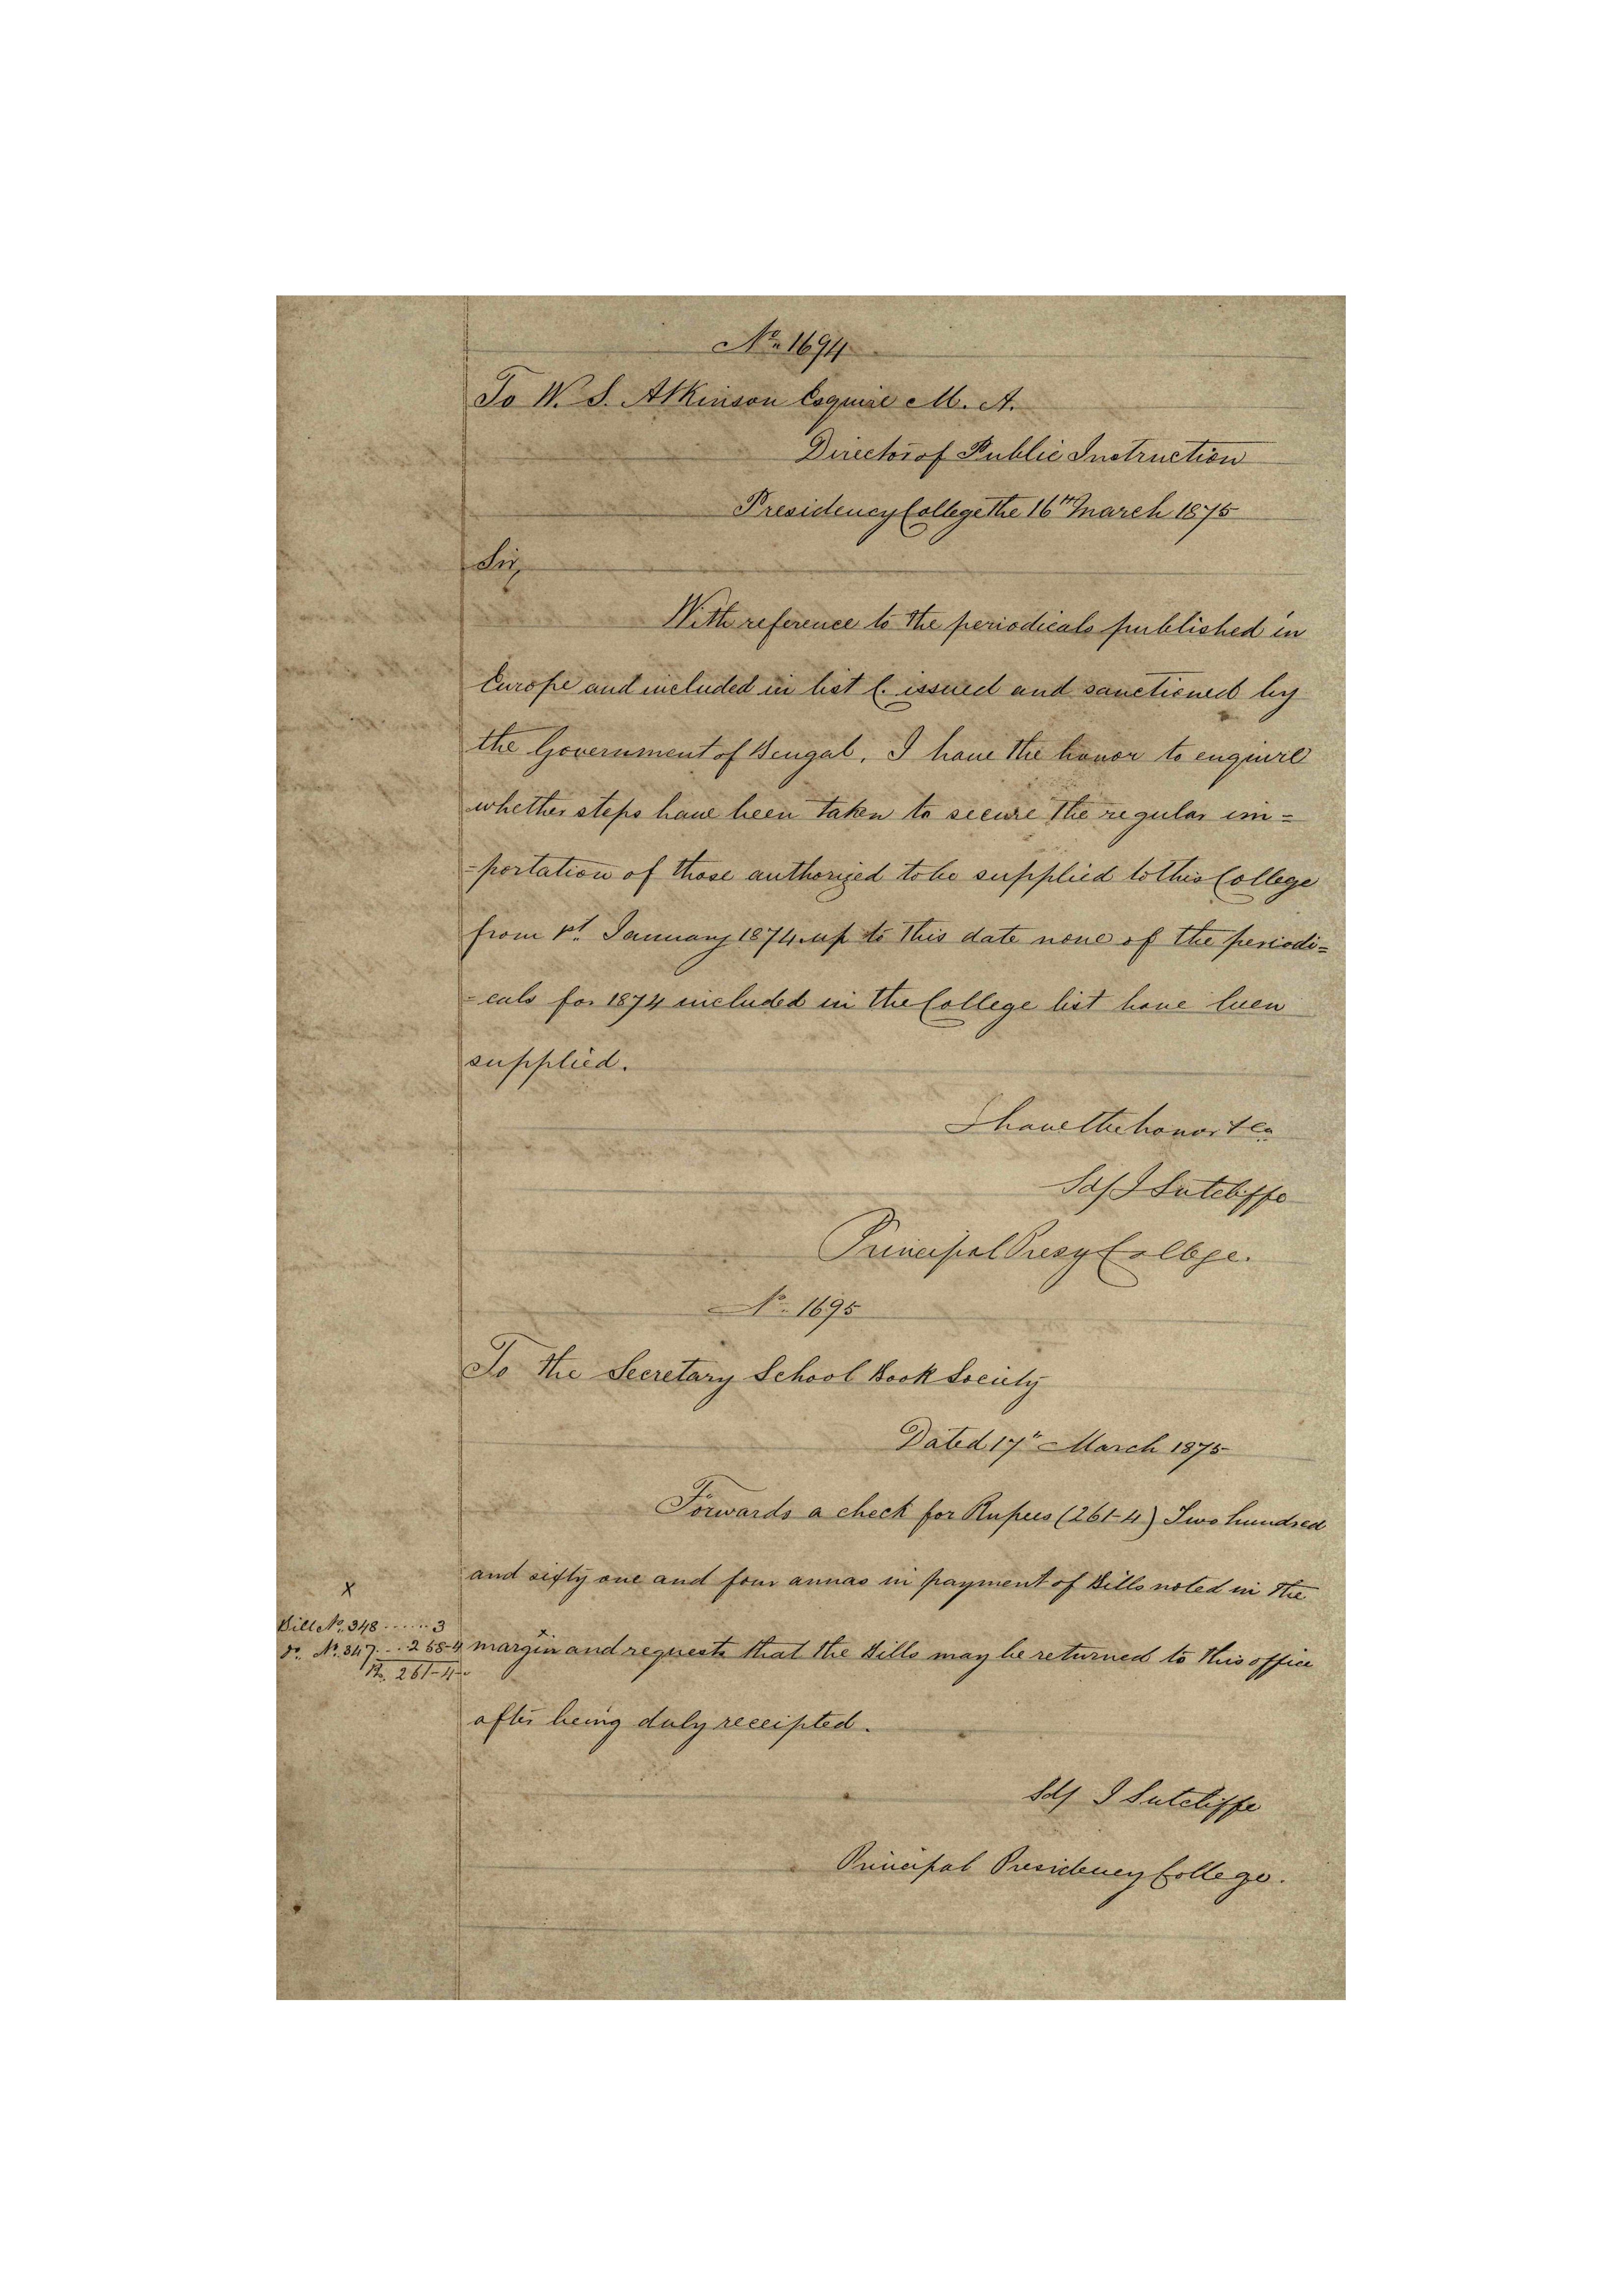 No. 1694
To W. S. Atkinson Esquire M. A.
Director of Public Instruction
Presidency College The 16th March 1875
Sir,
With reference to the periodicals published in
Europe and included in list C. issued and sanctioned by
the Government of Bengal, I have the honor to enquire
whether steps have been taken to secure the regular im=
=portation of those authorized to be supplied to this College
from 1st. January 1874 up to this date none of the periodi=
=cals for 1874 included in the College list have been
supplied.
I have the honor &ca
Sd/ J Sutcliffe
Principal Presy College.
No. 1695
To the Secretary School Book Society
Dated 17th March 1875
Forwards a check for Rupees (261-4) Two hundred
and sixty one and four annas in payment of Bills noted in the
x
Bill No. 348 ...... 3
Do. No. 347 ... 258-4
Rs. 261-4-
margin x and requests that the Bills may be returned to this office
after being duly receipted.
Sd/ J Sutcliffe
Principal Presidency College.